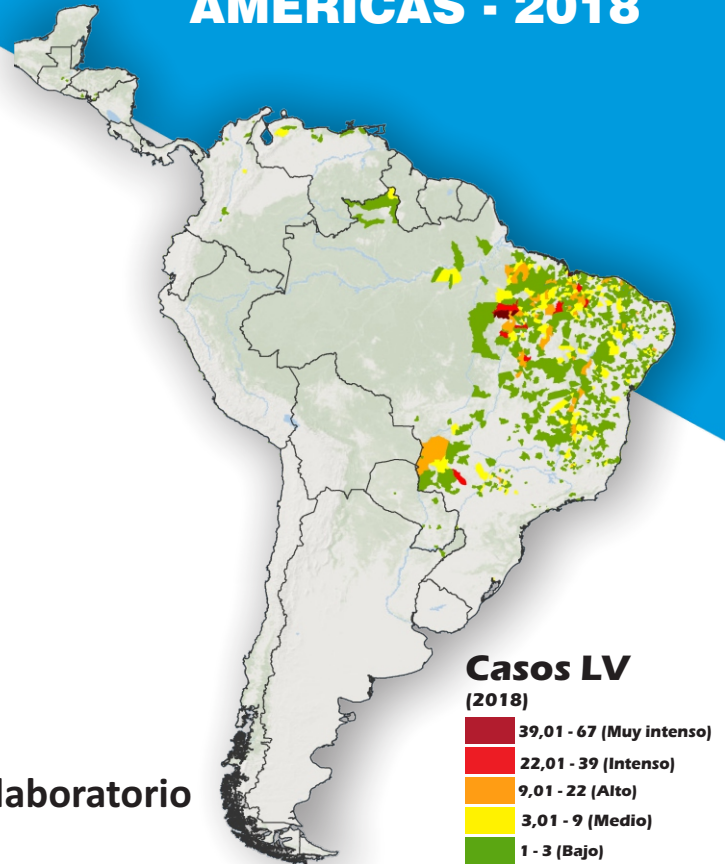 AMÉRICAS - 2018
Casos LV
(2018)
39,01 - 67 (Muy intenso)
22,01 - 39 (Intenso)
9,01 - 22 (Alto)
3,01 - 9 (Medio)
1 - 3 (Bajo)
laboratorio